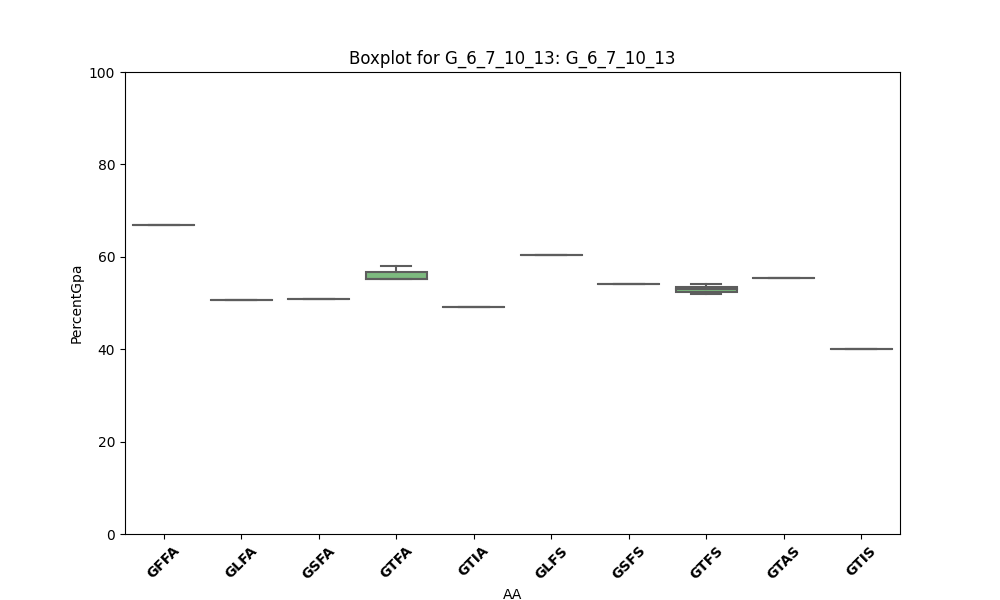 Boxplot for G_6_7_10_13: G_6_7_10_13
100
80
60
40
20
0
PercentGpa
GFFA GLFA GSFA GTFA GTIA GLFS GSFS GTFS GTAS GTIS
AA